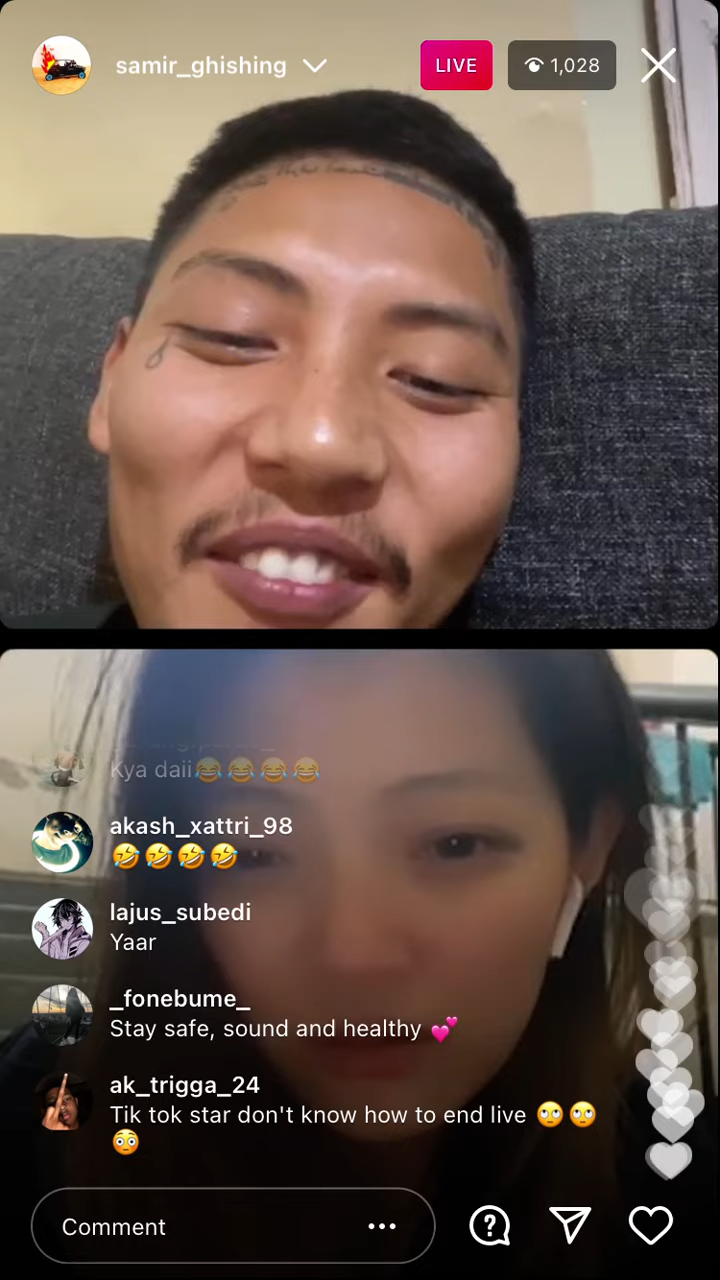 samir_ghishing
LIVE
1,028
Kya daii😂😂😂😂
akash_xattri_98
🤣🤣🤣🤣
lajus_subedi
Yaar
_fonebume_
Stay safe, sound and healthy 💕
ak_trigga_24
Tik tok star don't know how to end live 🙄🙄
😳
Comment